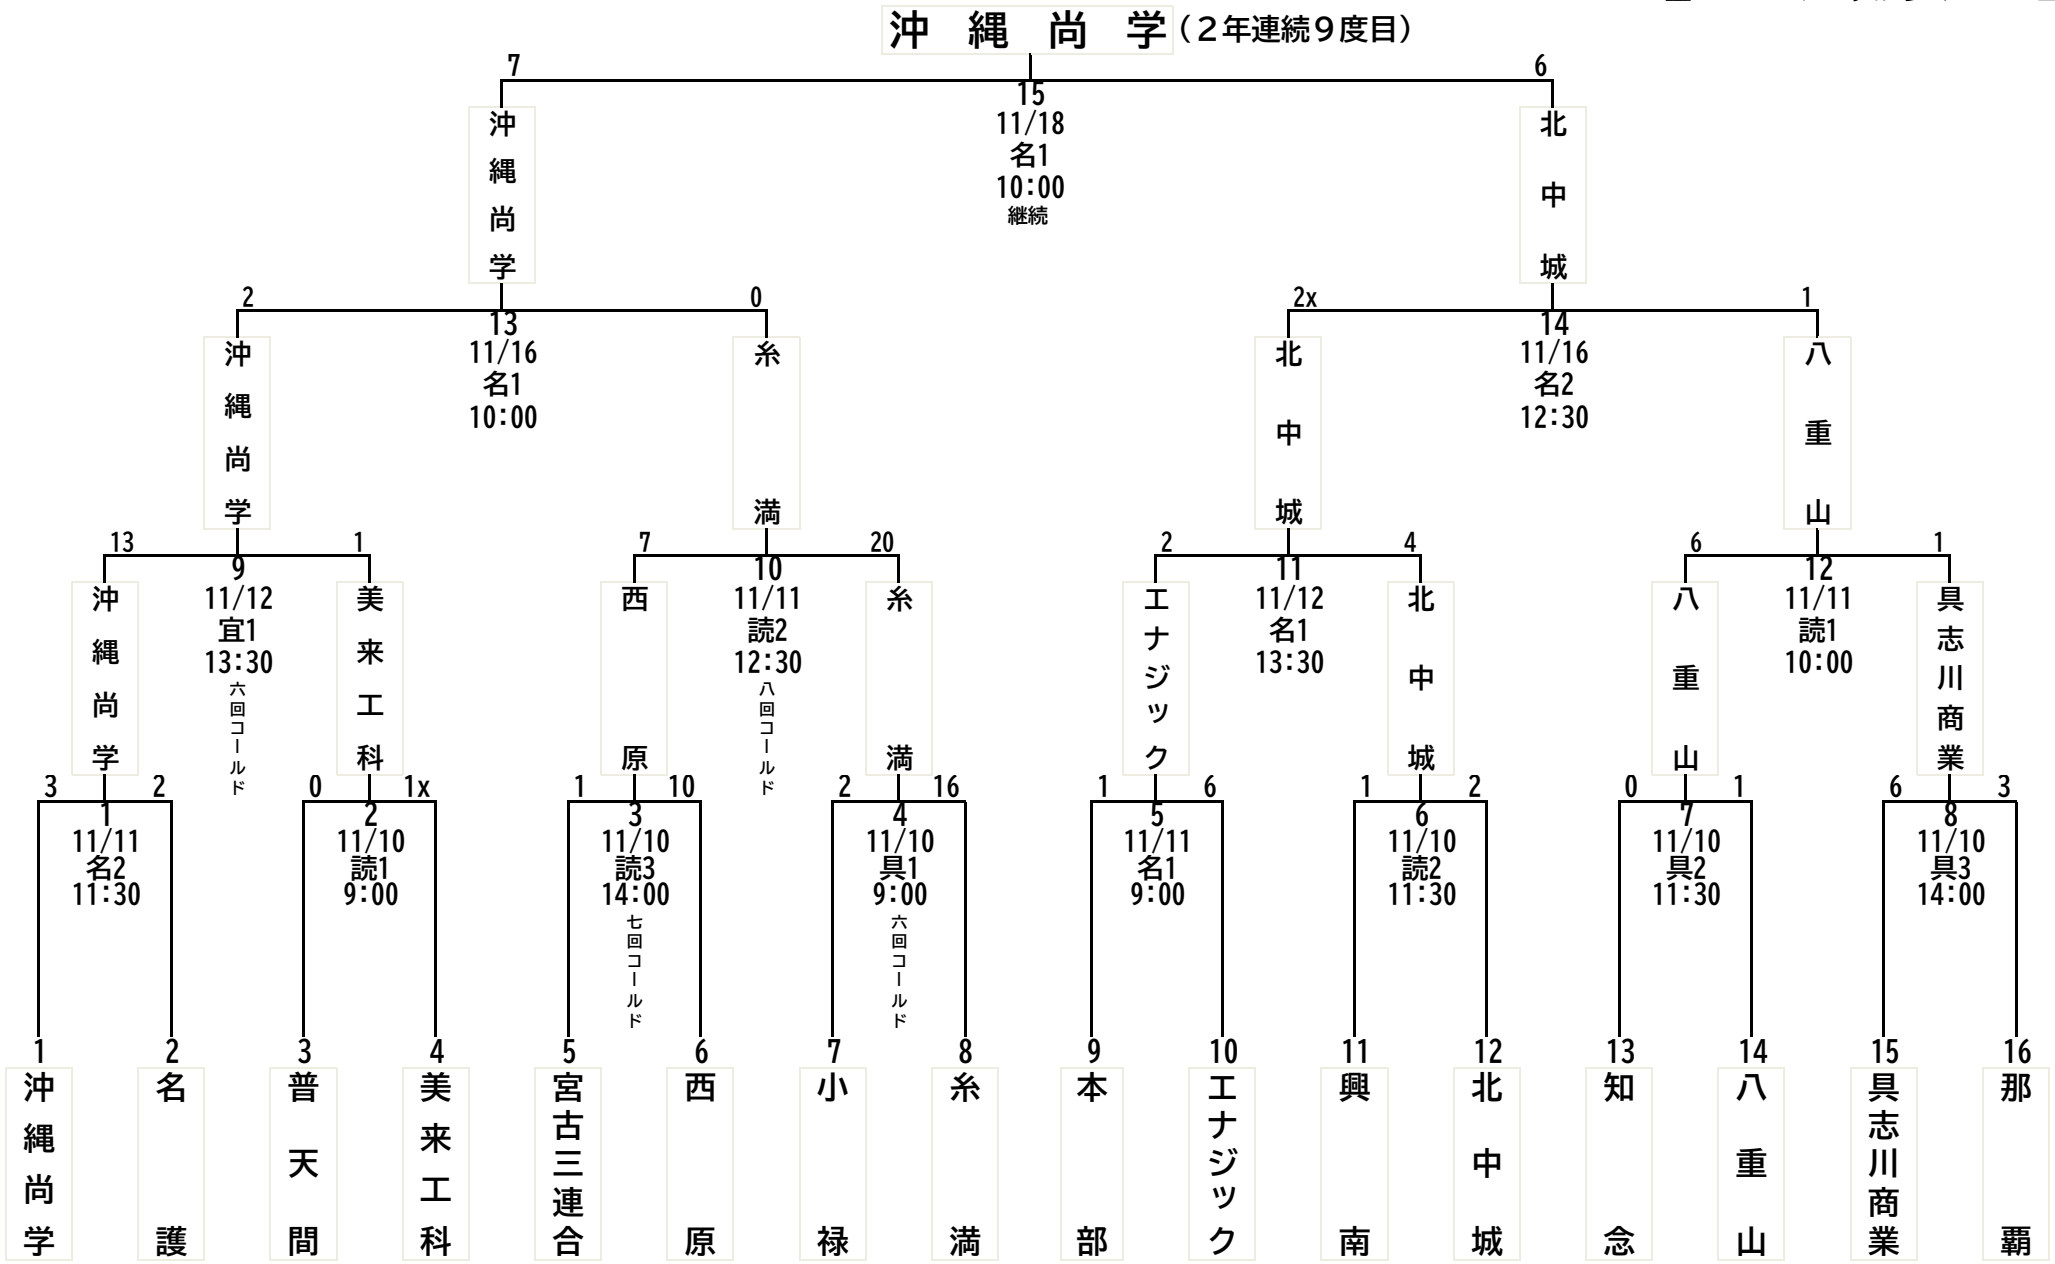 沖縄尚学(2年連続9度目)
7 6
15
11/18
名1
10:00
継続
沖縄尚学
北中城
2 0
13
11/16
名1
10:00
2x 1
14
11/16
名2
12:30
沖縄尚学
糸満
北中城
八重山
13 1
9
11/12
宜1
13:30
六回コールド
7 20
10
11/11
読2
12:30
八回コールド
2 4
11
11/12
名1
13:30
6 1
12
11/11
読1
10:00
沖縄尚学
美来工科
西原
糸満
エナジック
北中城
八重山
具志川商業
3 2
1
11/11
名2
11:30
0 1x
2
11/10
読1
9:00
1 10
3
11/10
読3
14:00
七回コールド
2 16
4
11/10
具1
9:00
六回コールド
1 6
5
11/11
名1
9:00
1 2
6
11/10
読2
11:30
0 1
7
11/10
具2
11:30
6 3
8
11/10
具3
14:00
1
沖縄尚学
2
名護
3
普天間
4
美来工科
5
宮古三連合
6
西原
7
小禄
8
糸満
9
本部
10
エナジック
11
興南
12
北中城
13
知念
14
八重山
15
具志川商業
16
那覇